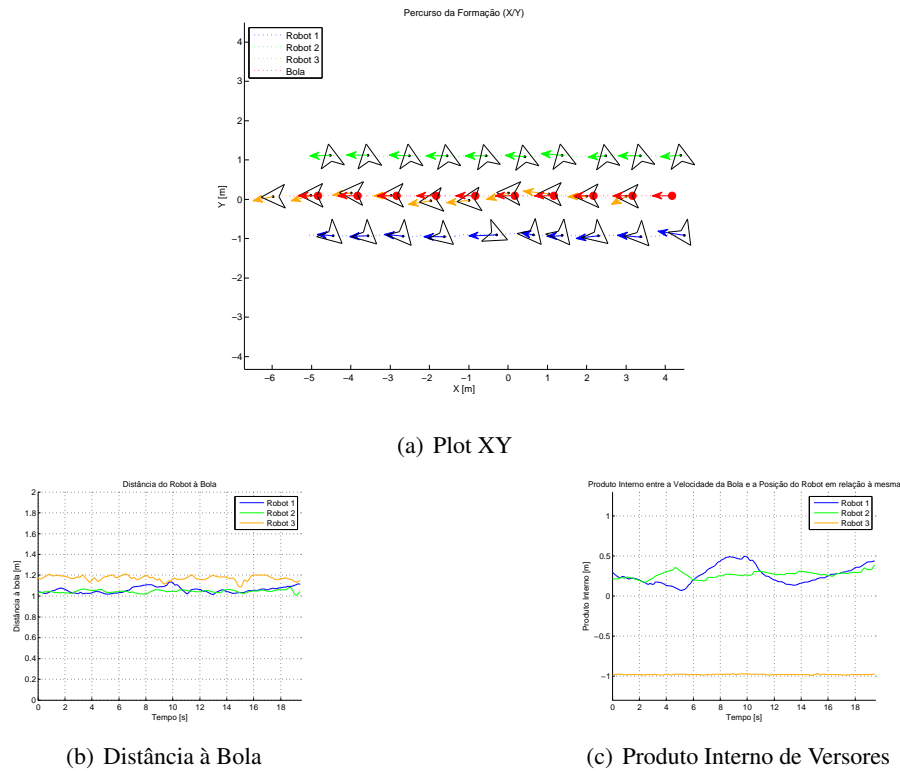 Percurso da Formação (X/Y)
Robot 1
Robot 2
Robot 3
Bola
4
3
2
1
0
−1
−2
−3
−4
Y [m]
−6 −5 −4 −3 −2 −1 0 1 2 3 4
X [m]
(a) Plot XY
Distância do Robot à Bola
Robot 1
Robot 2
Robot 3
2
1.8
1.6
1.4
1.2
1
0.8
0.6
0.4
0.2
0
Distância à bola [m]
0 2 4 6 8 10 12 14 16 18
Tempo [s]
(b) Distância à Bola
Produto Interno entre a Velocidade da Bola e a Posição do Robot em relação à mesma
Robot 1
Robot 2
Robot 3
1
0.5
0
−0.5
−1
Produto Interno [m]
0 2 4 6 8 10 12 14 16 18
Tempo [s]
(c) Produto Interno de Versores